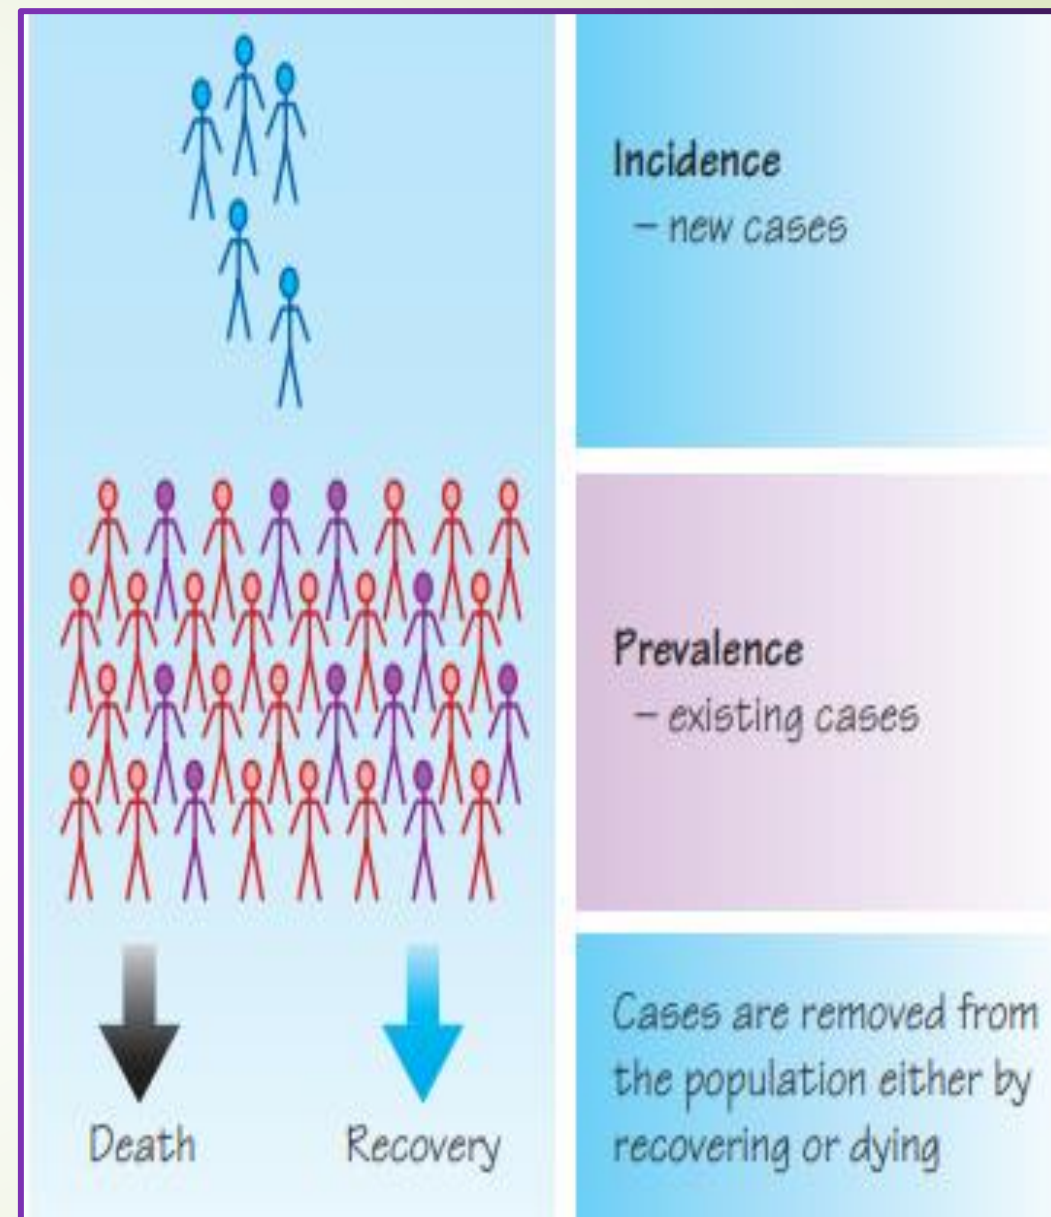 Incidence
– new cases
Prevalence
– existing cases
Death
Recovery
Cases are removed from
the population either by
recovering or dying